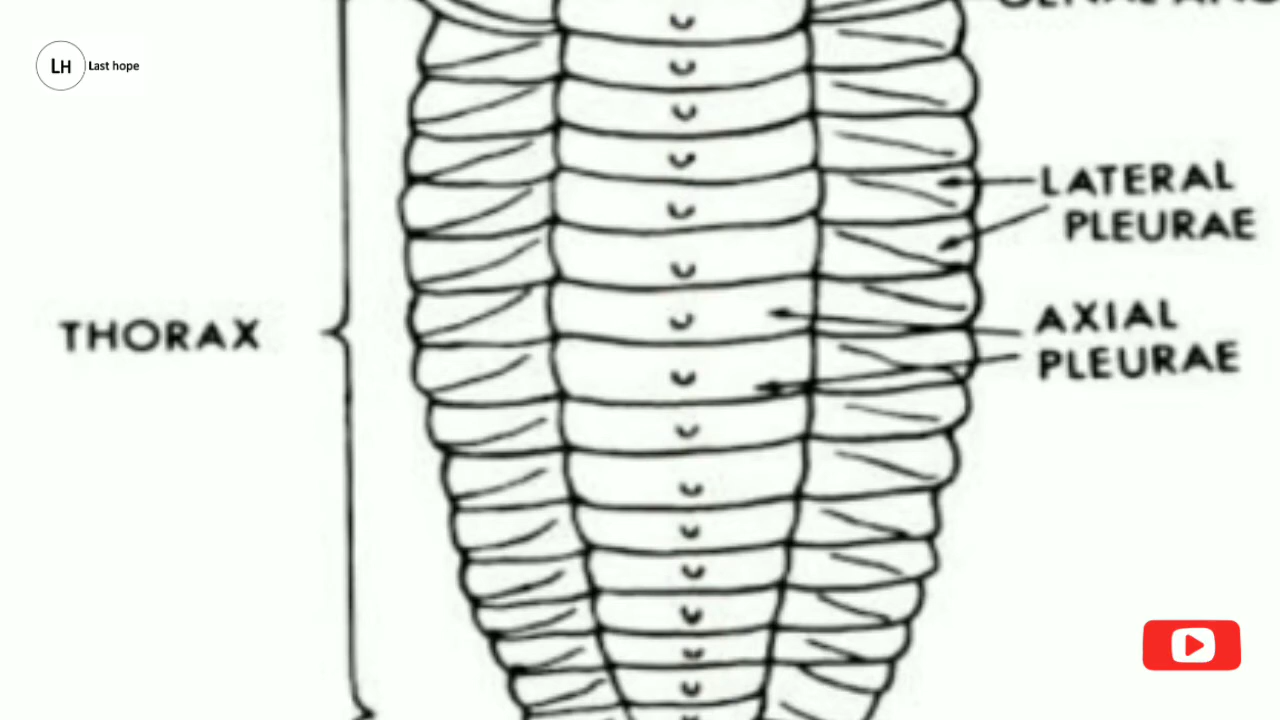 LH Last hope
LATERAL
PLEURAE
THORAX
AXIAL
PLEURAE